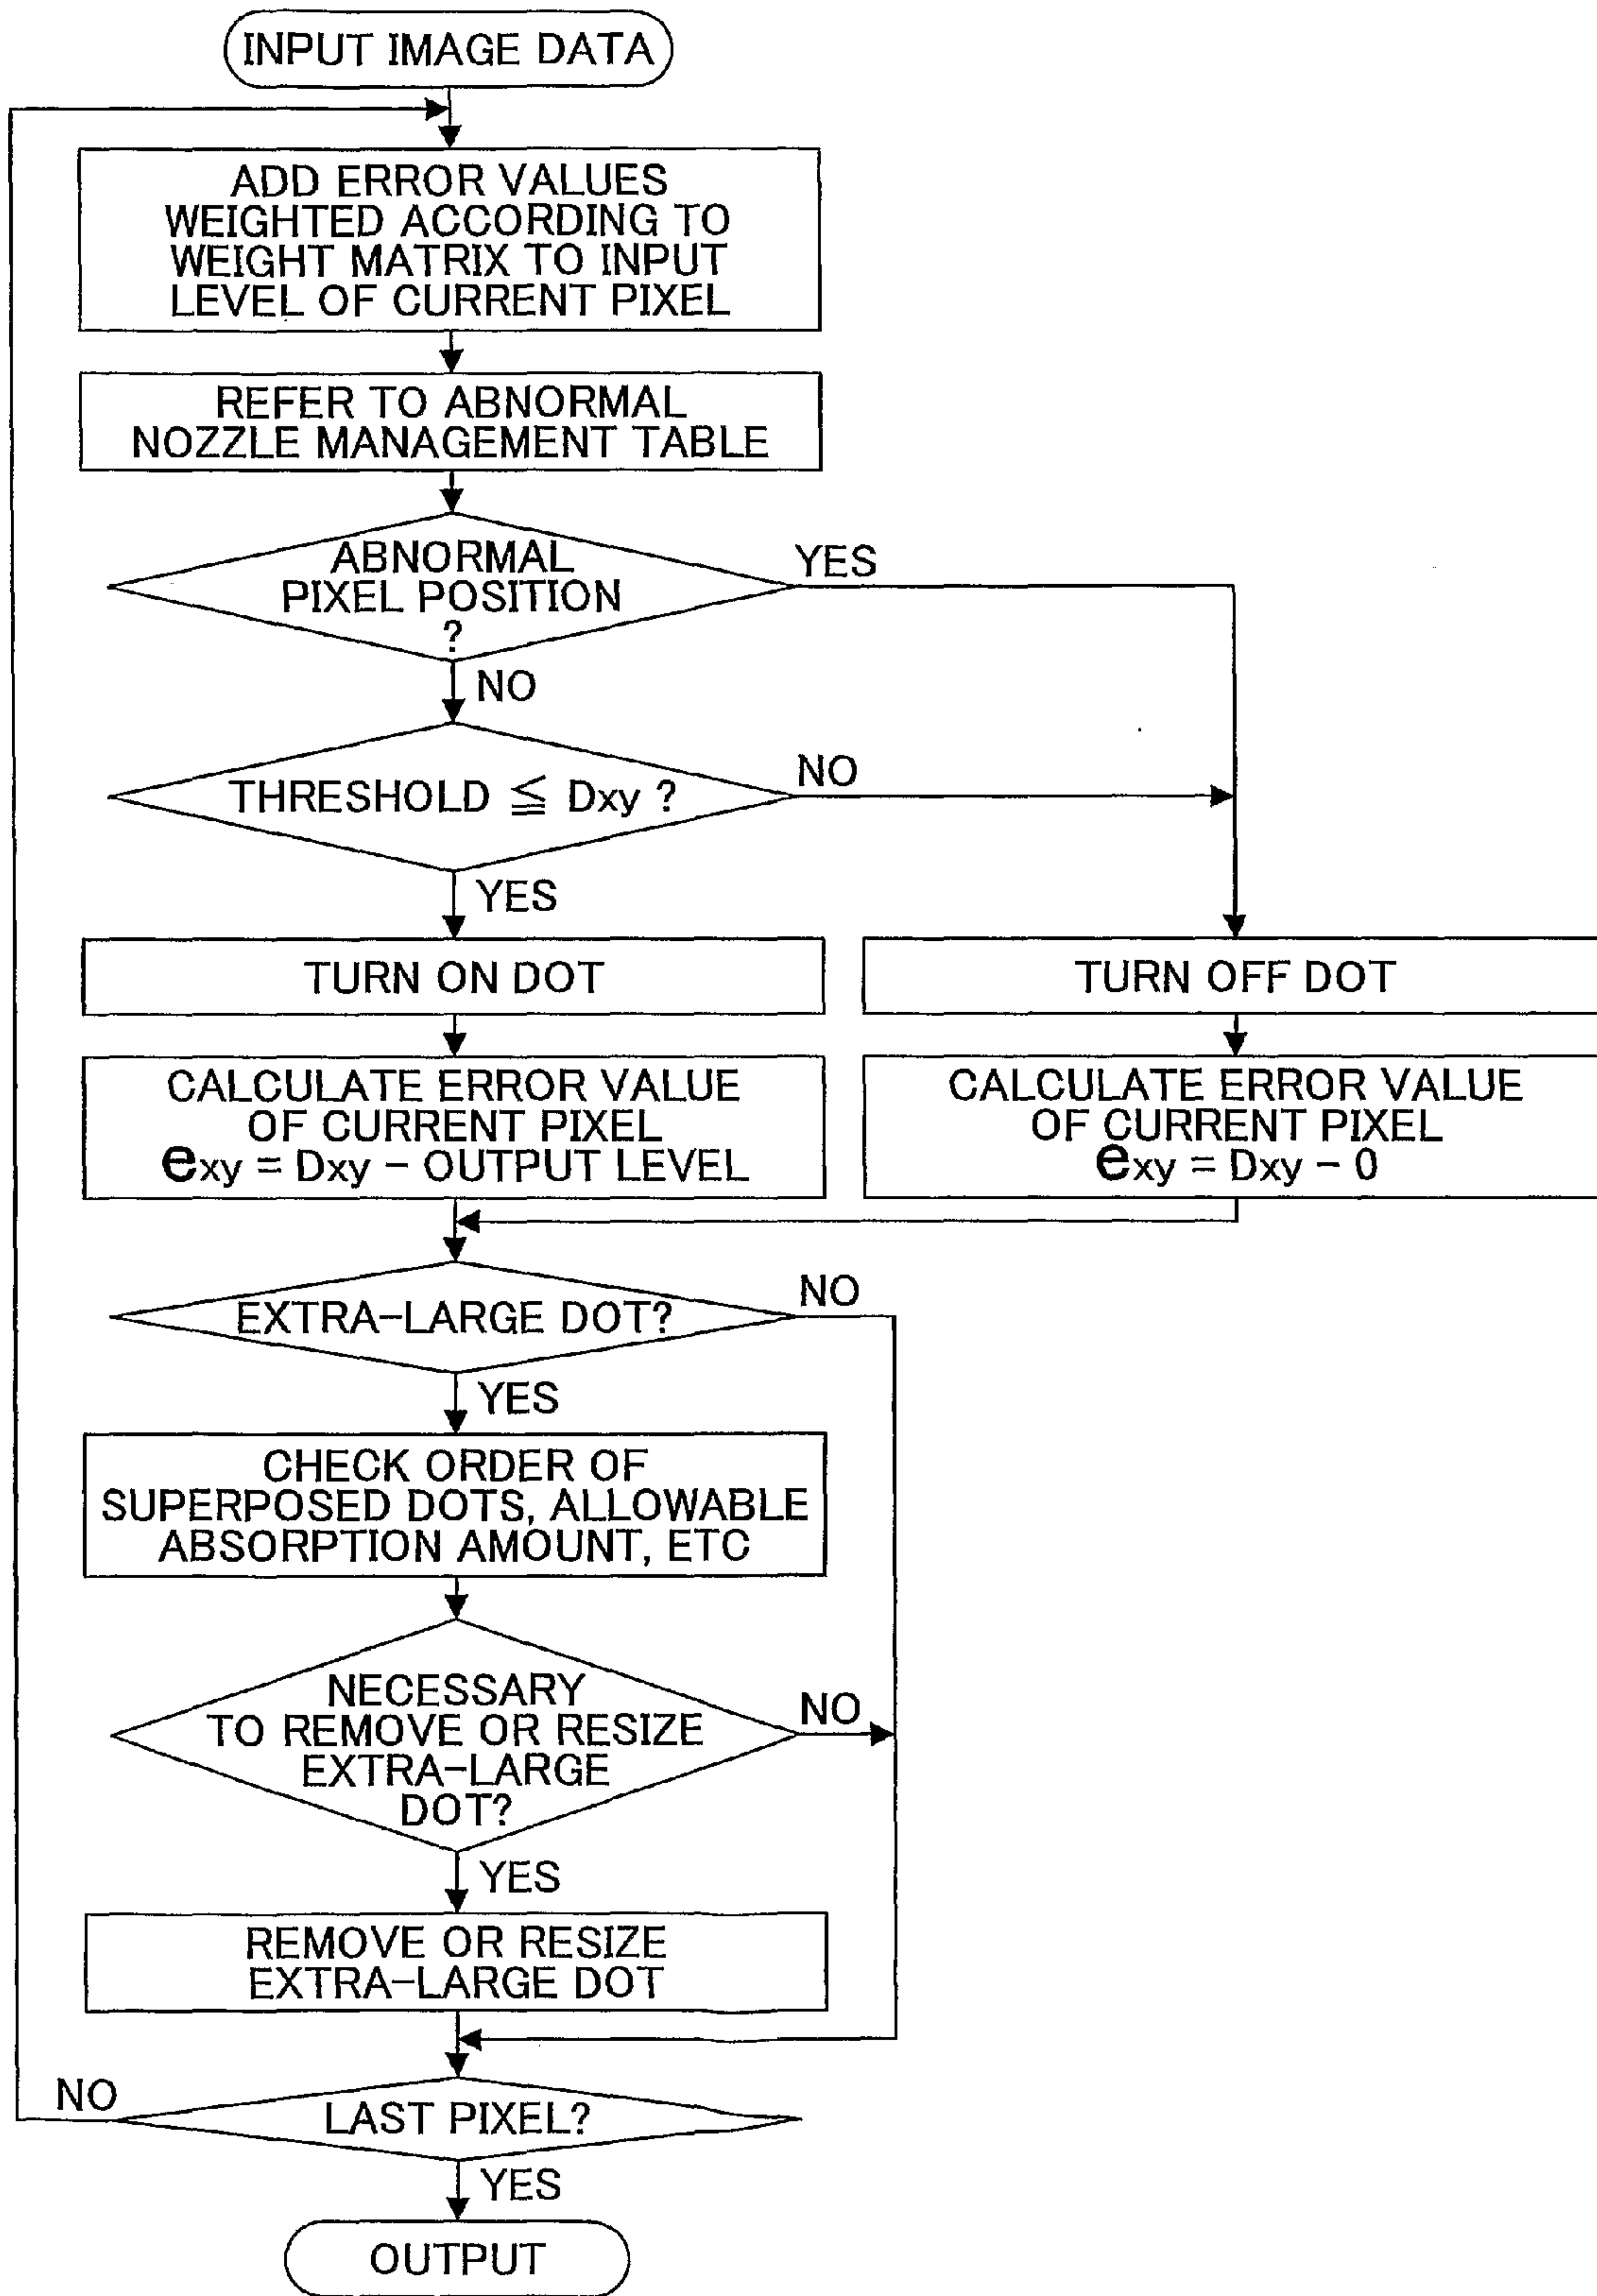 INPUT IMAGE DATA
ADD ERROR VALUES
WEIGHTED ACCORDING TO
WEIGHT MATRIX TO INPUT
LEVEL OF CURRENT PIXEL
REFER TO ABNORMAL
NOZZLE MANAGEMENT TABLE
ABNORMAL
PIXEL POSITION
?
YES
NO
THRESHOLD ≦ Dxy ?
NO
YES
TURN ON DOT
TURN OFF DOT
CALCULATE ERROR VALUE
OF CURRENT PIXEL
exy = Dxy − OUTPUT LEVEL
CALCULATE ERROR VALUE
OF CURRENT PIXEL
exy = Dxy − 0
EXTRA−LARGE DOT?
NO
YES
CHECK ORDER OF
SUPERPOSED DOTS, ALLOWABLE
ABSORPTION AMOUNT, ETC
NECESSARY
TO REMOVE OR RESIZE
EXTRA−LARGE
DOT?
NO
YES
REMOVE OR RESIZE
EXTRA−LARGE DOT
NO
LAST PIXEL?
YES
OUTPUT